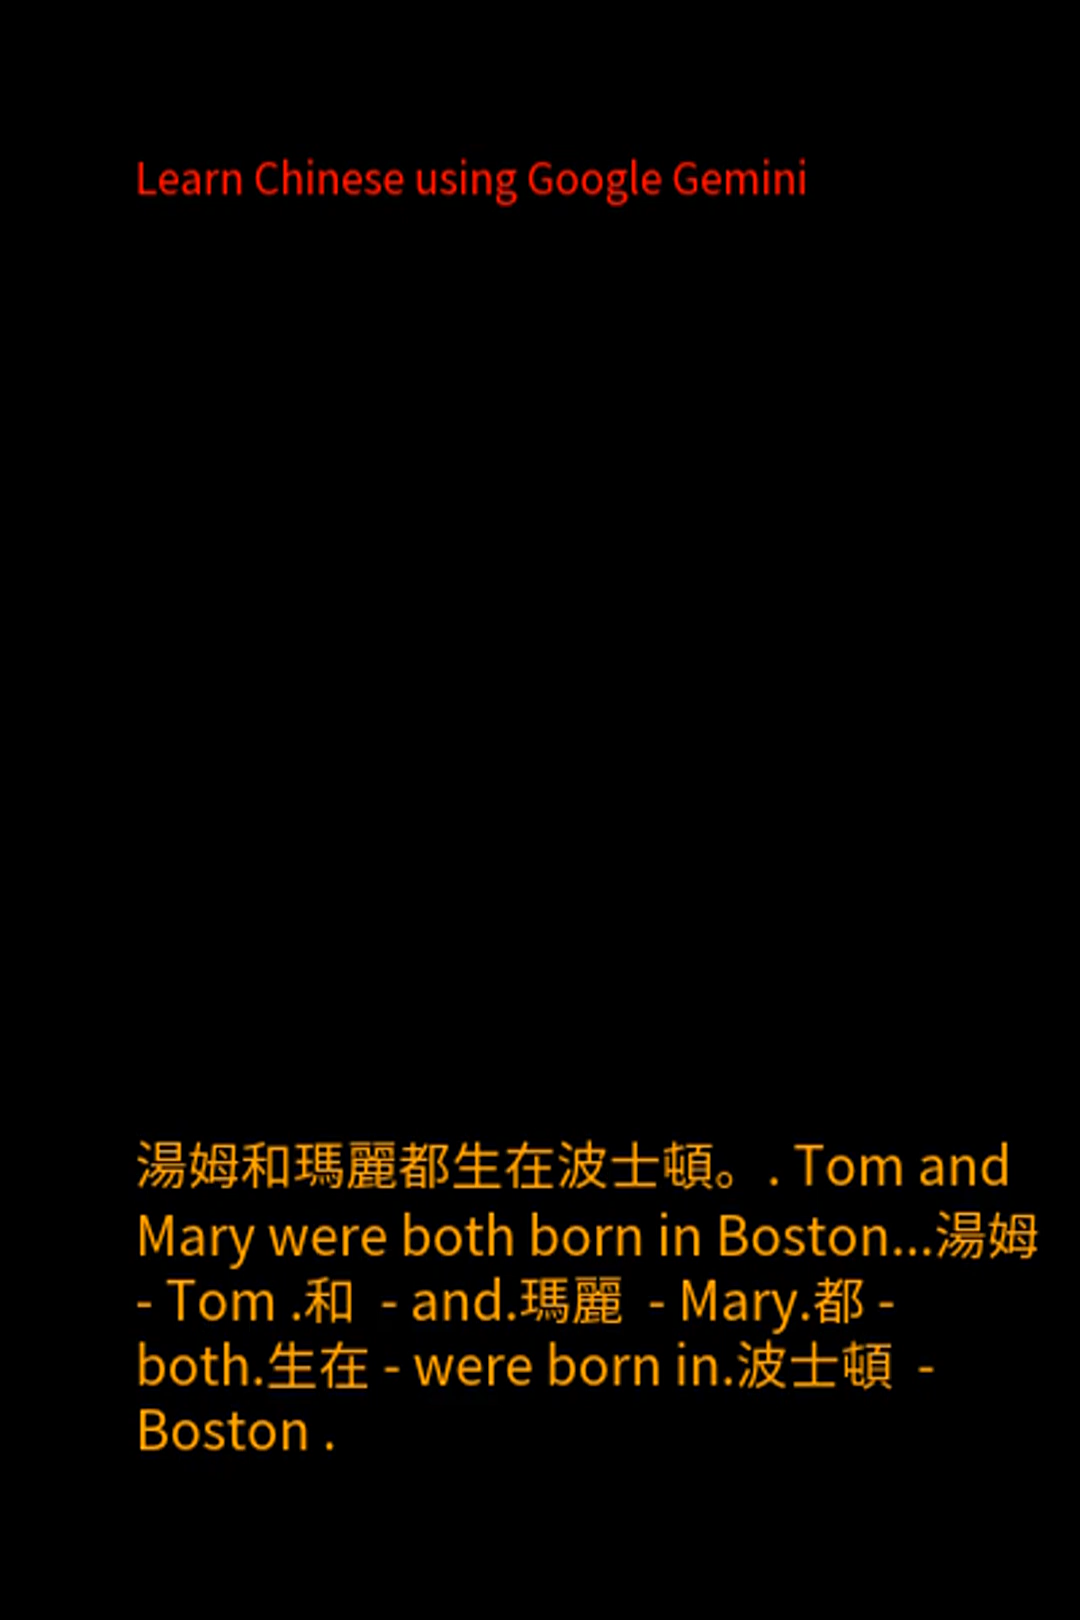 Learn Chinese using Google Gemini
湯姆和瑪麗都生在波士頓。. Tom and
Mary were both born in Boston...湯姆
- Tom .和 - and.瑪麗 - Mary.都 -
both.生在 - were born in.波士頓 -
Boston .